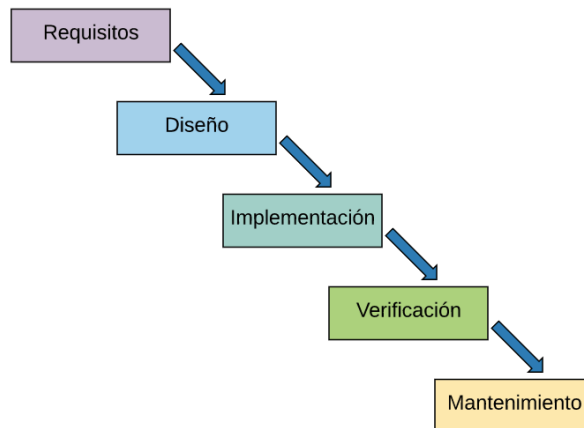 Requisitos
Diseño
Implementación
Verificación
Mantenimiento